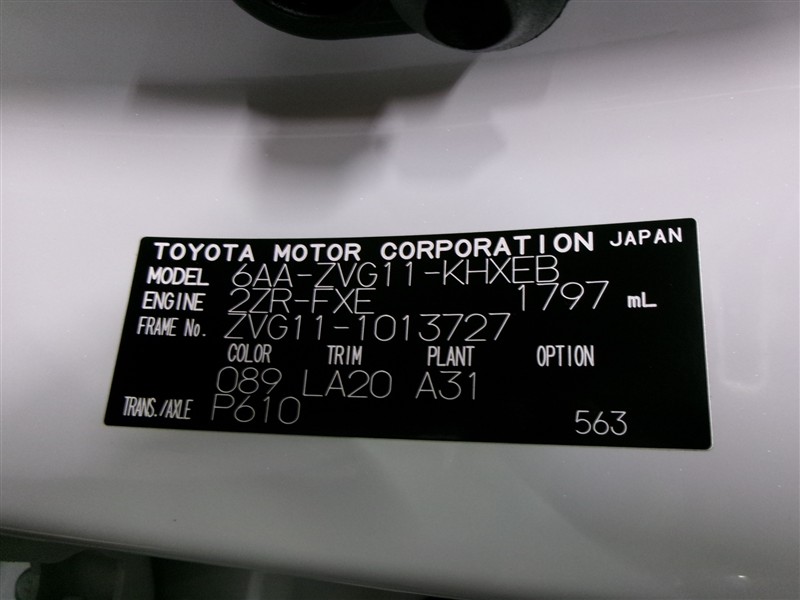 TOYOTA MOTOR CORPORATION JAPAN
MODEL 6AA-ZVG11-KHXEB
ENGINE 2ZR-FXE 1797 mL
FRAME No. ZVG11-1013727
COLOR TRIM PLANT OPTION
089 LA20 A31
TRANS./AXLE P610 563